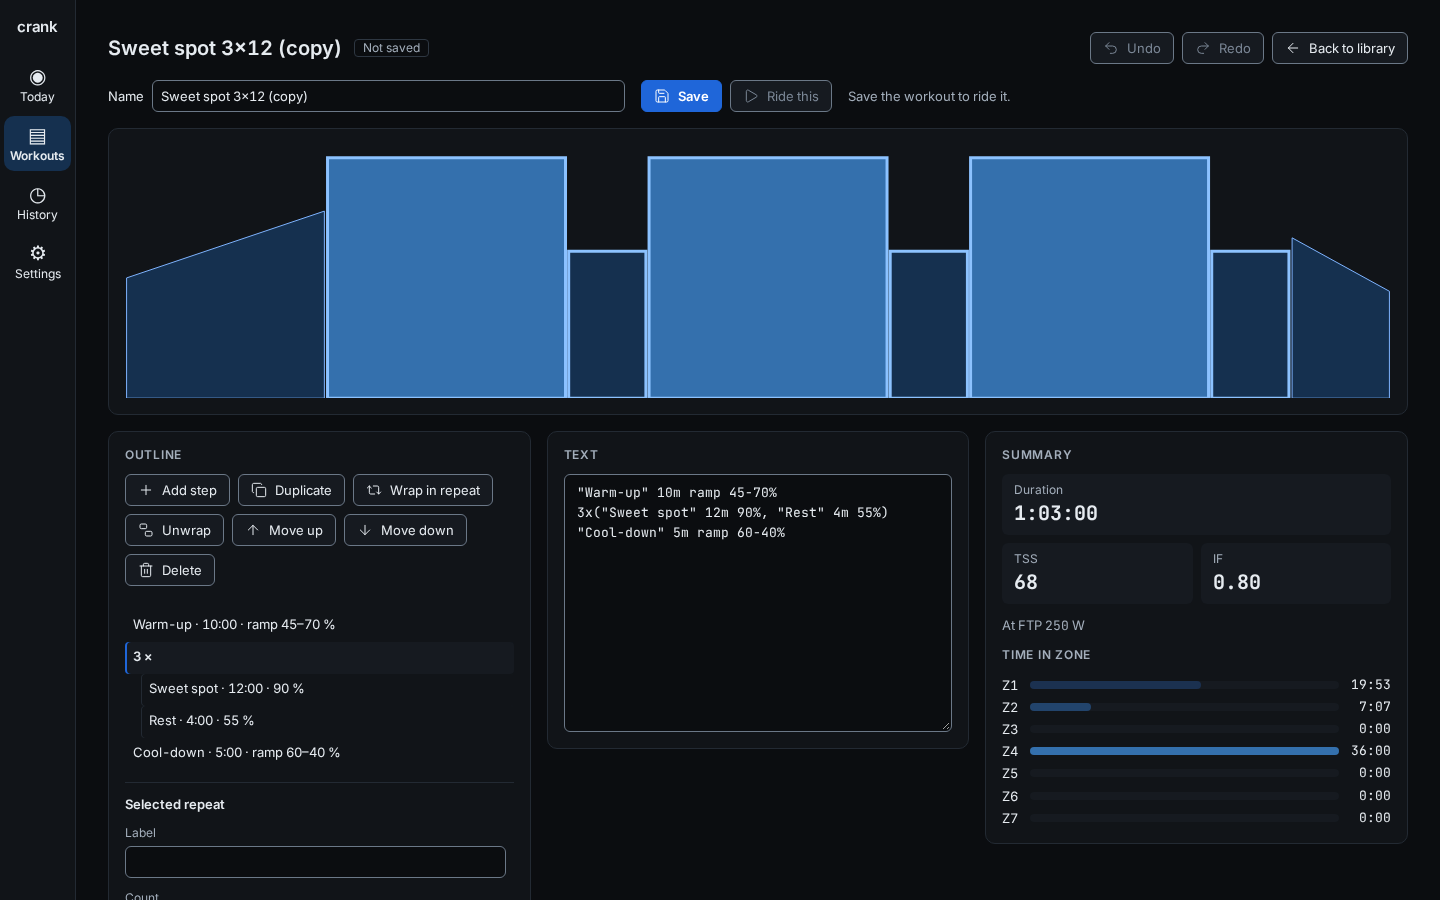 crank
Today
Workouts
History
Settings
Sweet spot 3×12 (copy)
Not saved
Undo
Redo
Back to library
Name
Sweet spot 3×12 (copy)
Save
Ride this
Save the workout to ride it.
OUTLINE
Add step
Duplicate
Wrap in repeat
Unwrap
Move up
Move down
Delete
Warm-up · 10:00 · ramp 45–70 %
3 ×
Sweet spot · 12:00 · 90 %
Rest · 4:00 · 55 %
Cool-down · 5:00 · ramp 60–40 %
Selected repeat
Label
Count
TEXT
"Warm-up" 10m ramp 45-70%
3x("Sweet spot" 12m 90%, "Rest" 4m 55%)
"Cool-down" 5m ramp 60-40%
SUMMARY
Duration
1:03:00
TSS
68
IF
0.80
At FTP 250 W
TIME IN ZONE
Z1 19:53
Z2 7:07
Z3 0:00
Z4 36:00
Z5 0:00
Z6 0:00
Z7 0:00